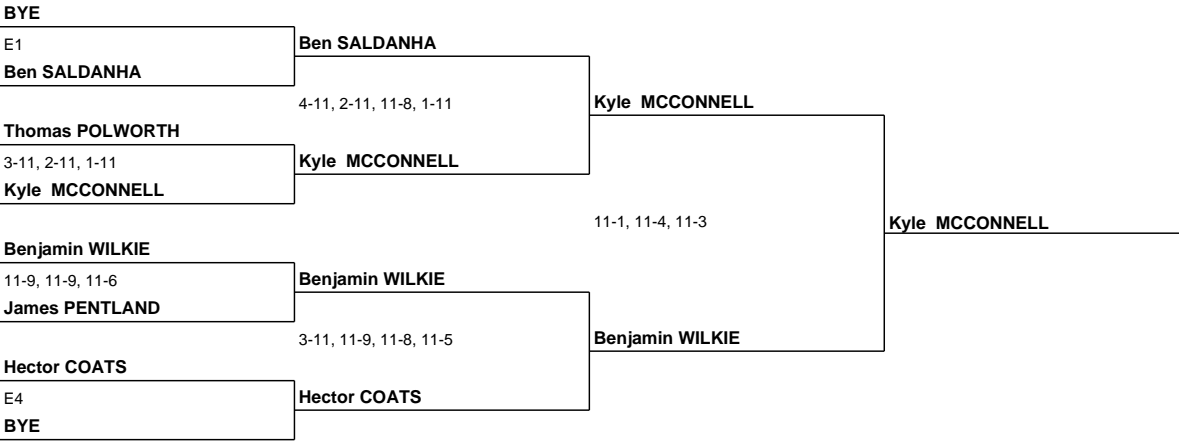 BYE
E1
Ben SALDANHA
Ben SALDANHA
4-11, 2-11, 11-8, 1-11
Kyle MCCONNELL
Thomas POLWORTH
3-11, 2-11, 1-11
Kyle MCCONNELL
Kyle MCCONNELL
11-1, 11-4, 11-3
Kyle MCCONNELL
Benjamin WILKIE
11-9, 11-9, 11-6
Benjamin WILKIE
James PENTLAND
3-11, 11-9, 11-8, 11-5
Benjamin WILKIE
Hector COATS
E4
Hector COATS
BYE